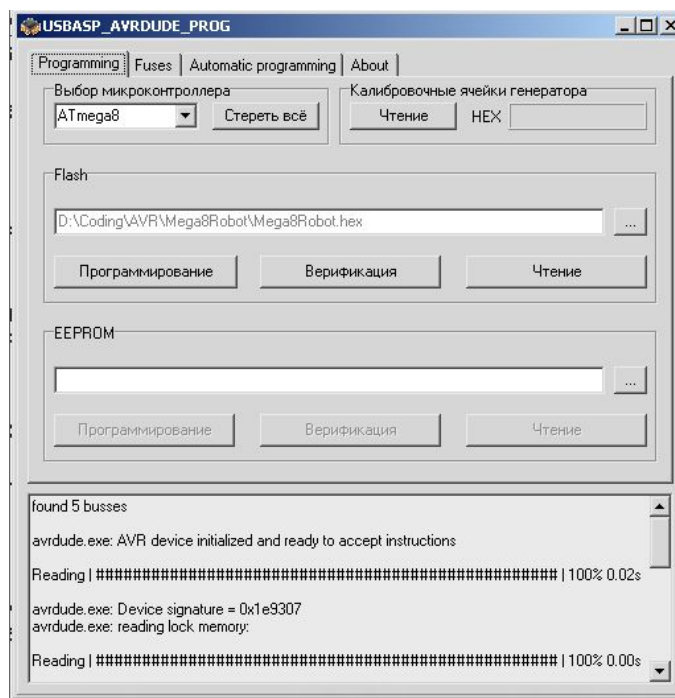 USBASP_AVRDUDE_PROG
Programming Fuses Automatic programming About
Выбор микроконтроллера Калибровочные ячейки генератора
ATmega8 Стереть всё Чтение HEX
Flash
D:\Coding\AVR\Mega8Robot\Mega8Robot.hex ...
Программирование Верификация Чтение
EEPROM
...
Программирование Верификация Чтение
found 5 busses
avrdude.exe: AVR device initialized and ready to accept instructions
Reading | ################################################## | 100% 0.02s
avrdude.exe: Device signature = 0x1e9307
avrdude.exe: reading lock memory:
Reading | ################################################## | 100% 0.00s